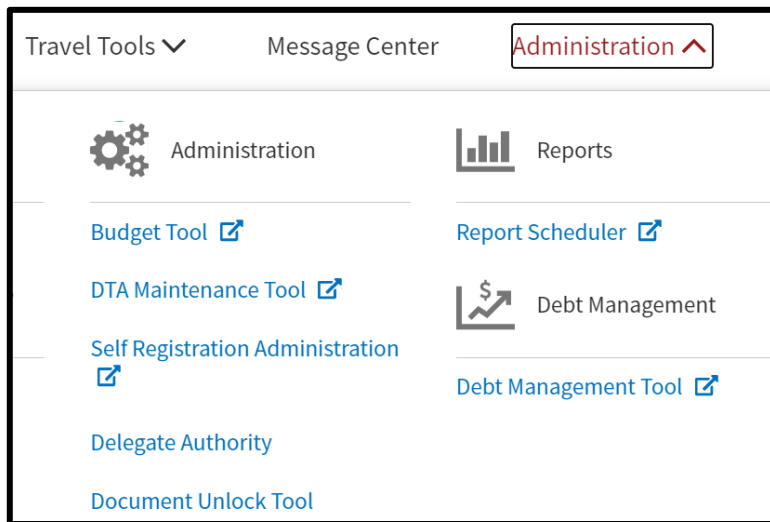 Travel Tools
Message Center
Administration
Administration
Budget Tool
DTA Maintenance Tool
Self Registration Administration
Delegate Authority
Document Unlock Tool
Reports
Report Scheduler
$
Debt Management
Debt Management Tool